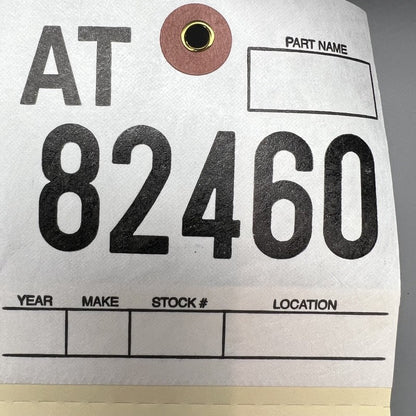 AT
PART NAME
82460
YEAR MAKE STOCK # LOCATION